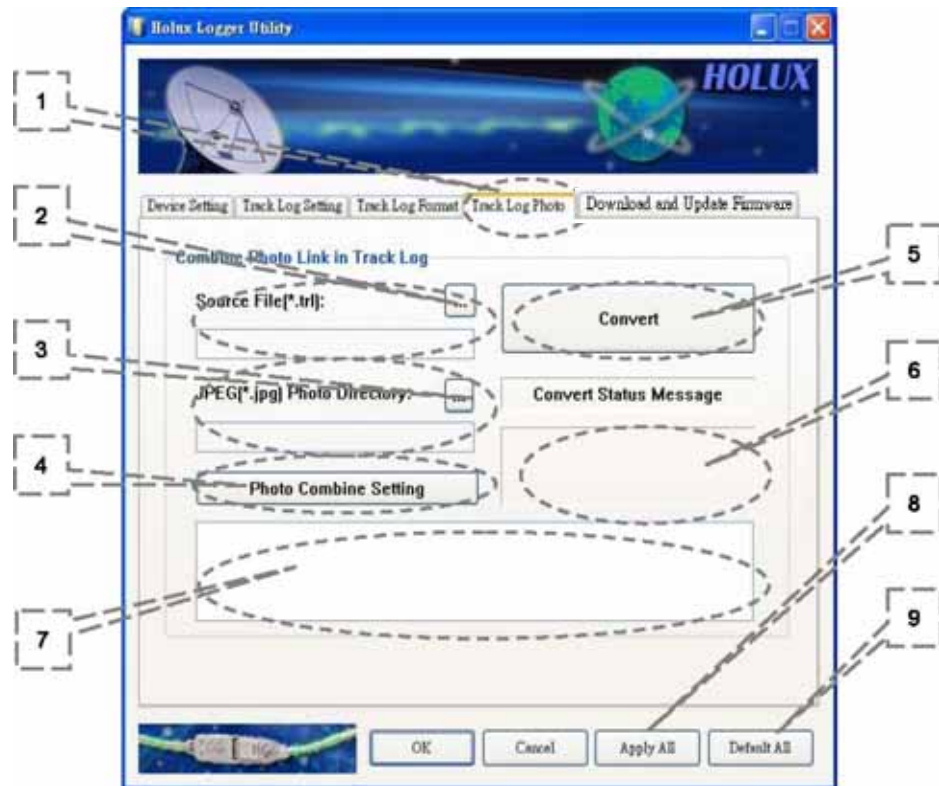 Holux Logger Utility
HOLUX
1
Device Setting Track Log Setting Track Log Format Track Log Photo Download and Update Firmware
2
Combine Photo Link in Track Log
5
Source File(*.trl): ...
Convert
3
6
JPEG(*.jpg) Photo Directory: ...
Convert Status Message
4
Photo Combine Setting
8
7
9
OK Cancel Apply All Default All